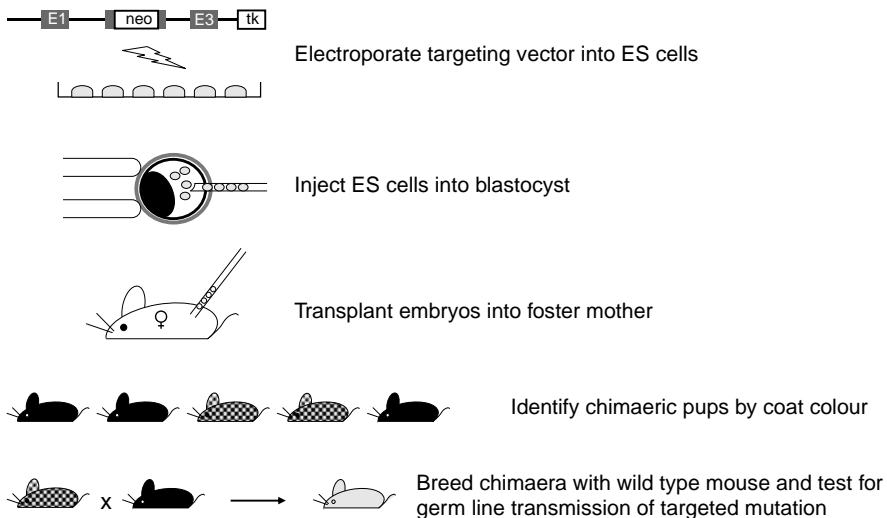 E1 neo E3 tk
Electroporate targeting vector into ES cells
Inject ES cells into blastocyst
Transplant embryos into foster mother
♀
Identify chimaeric pups by coat colour
Breed chimaera with wild type mouse and test for
x
germ line transmission of targeted mutation